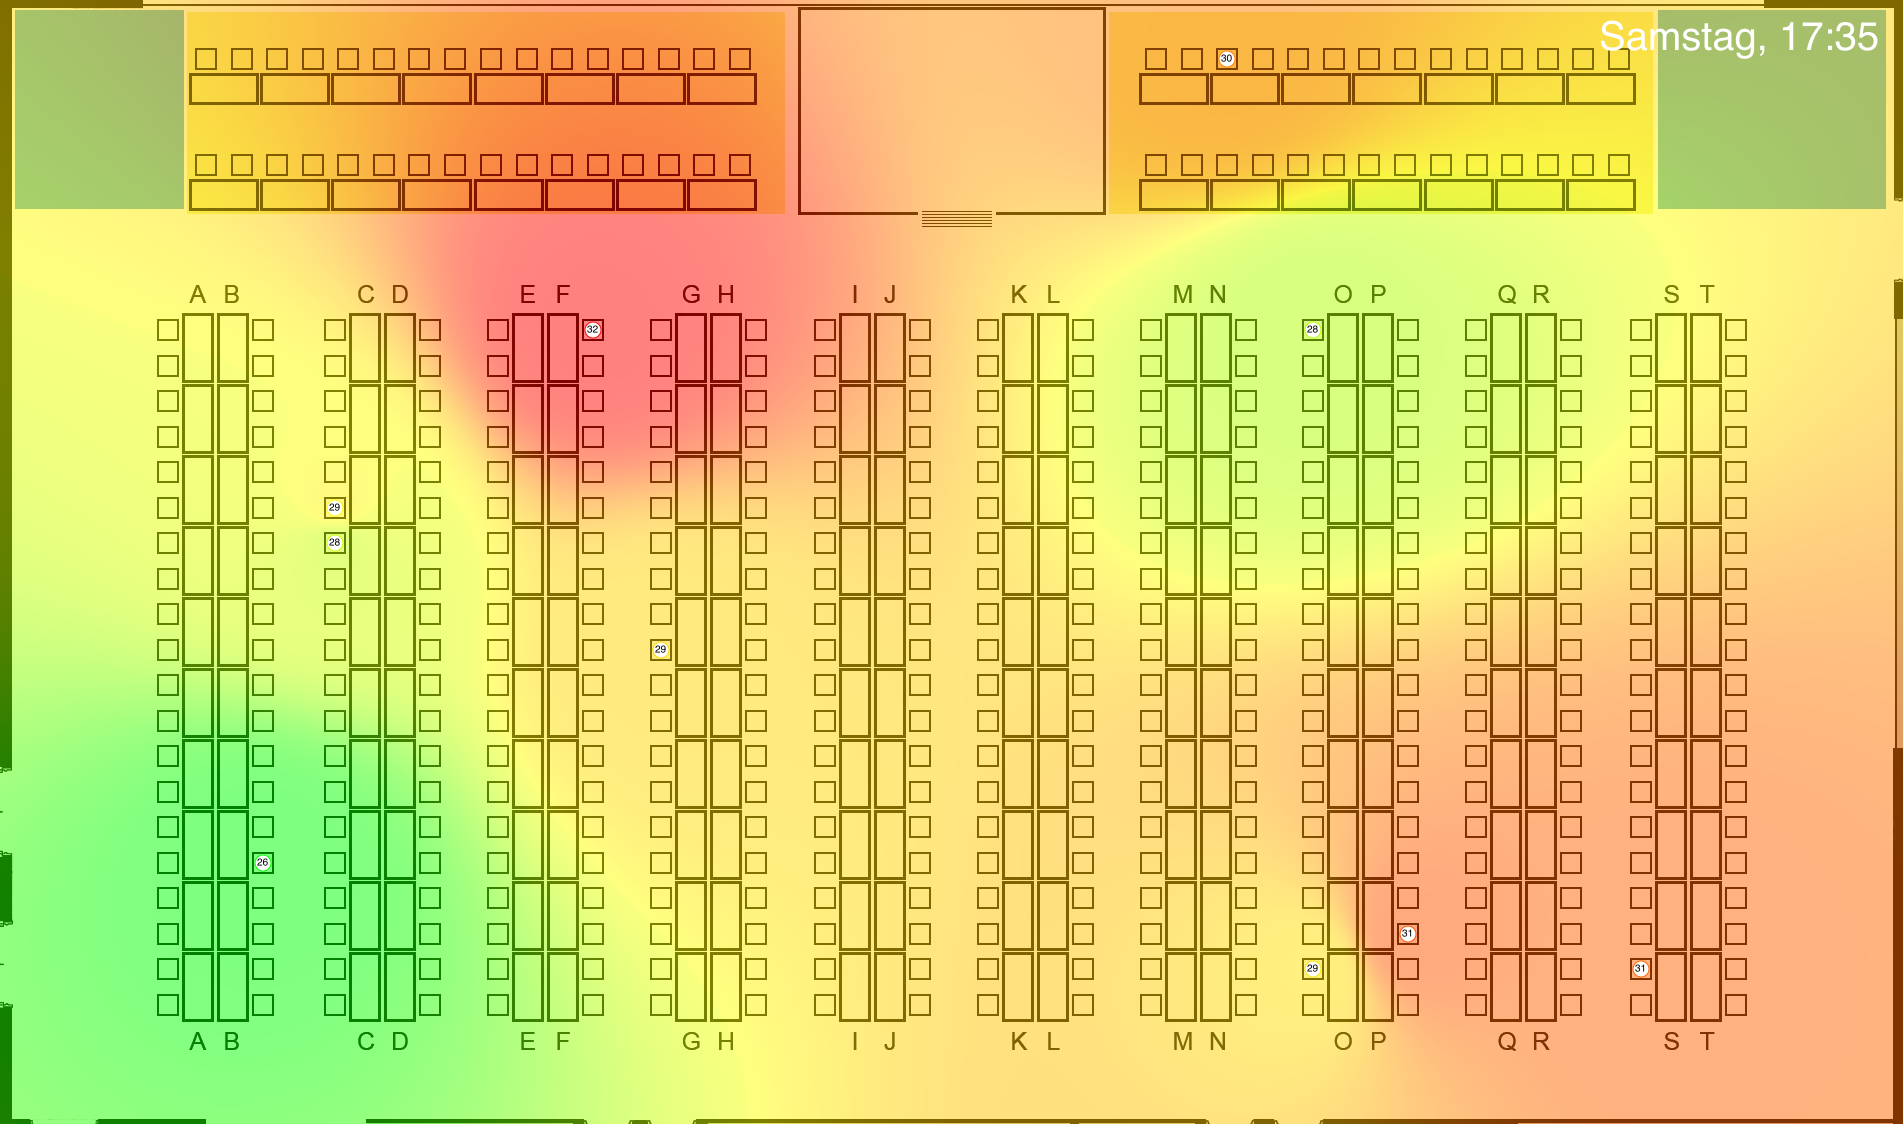 Samstag, 17:35
30
A B C D E F G H I J K L M N O P Q R S T
32 28
29
28
29
26
31
29 31
A B C D E F G H I J K L M N O P Q R S T